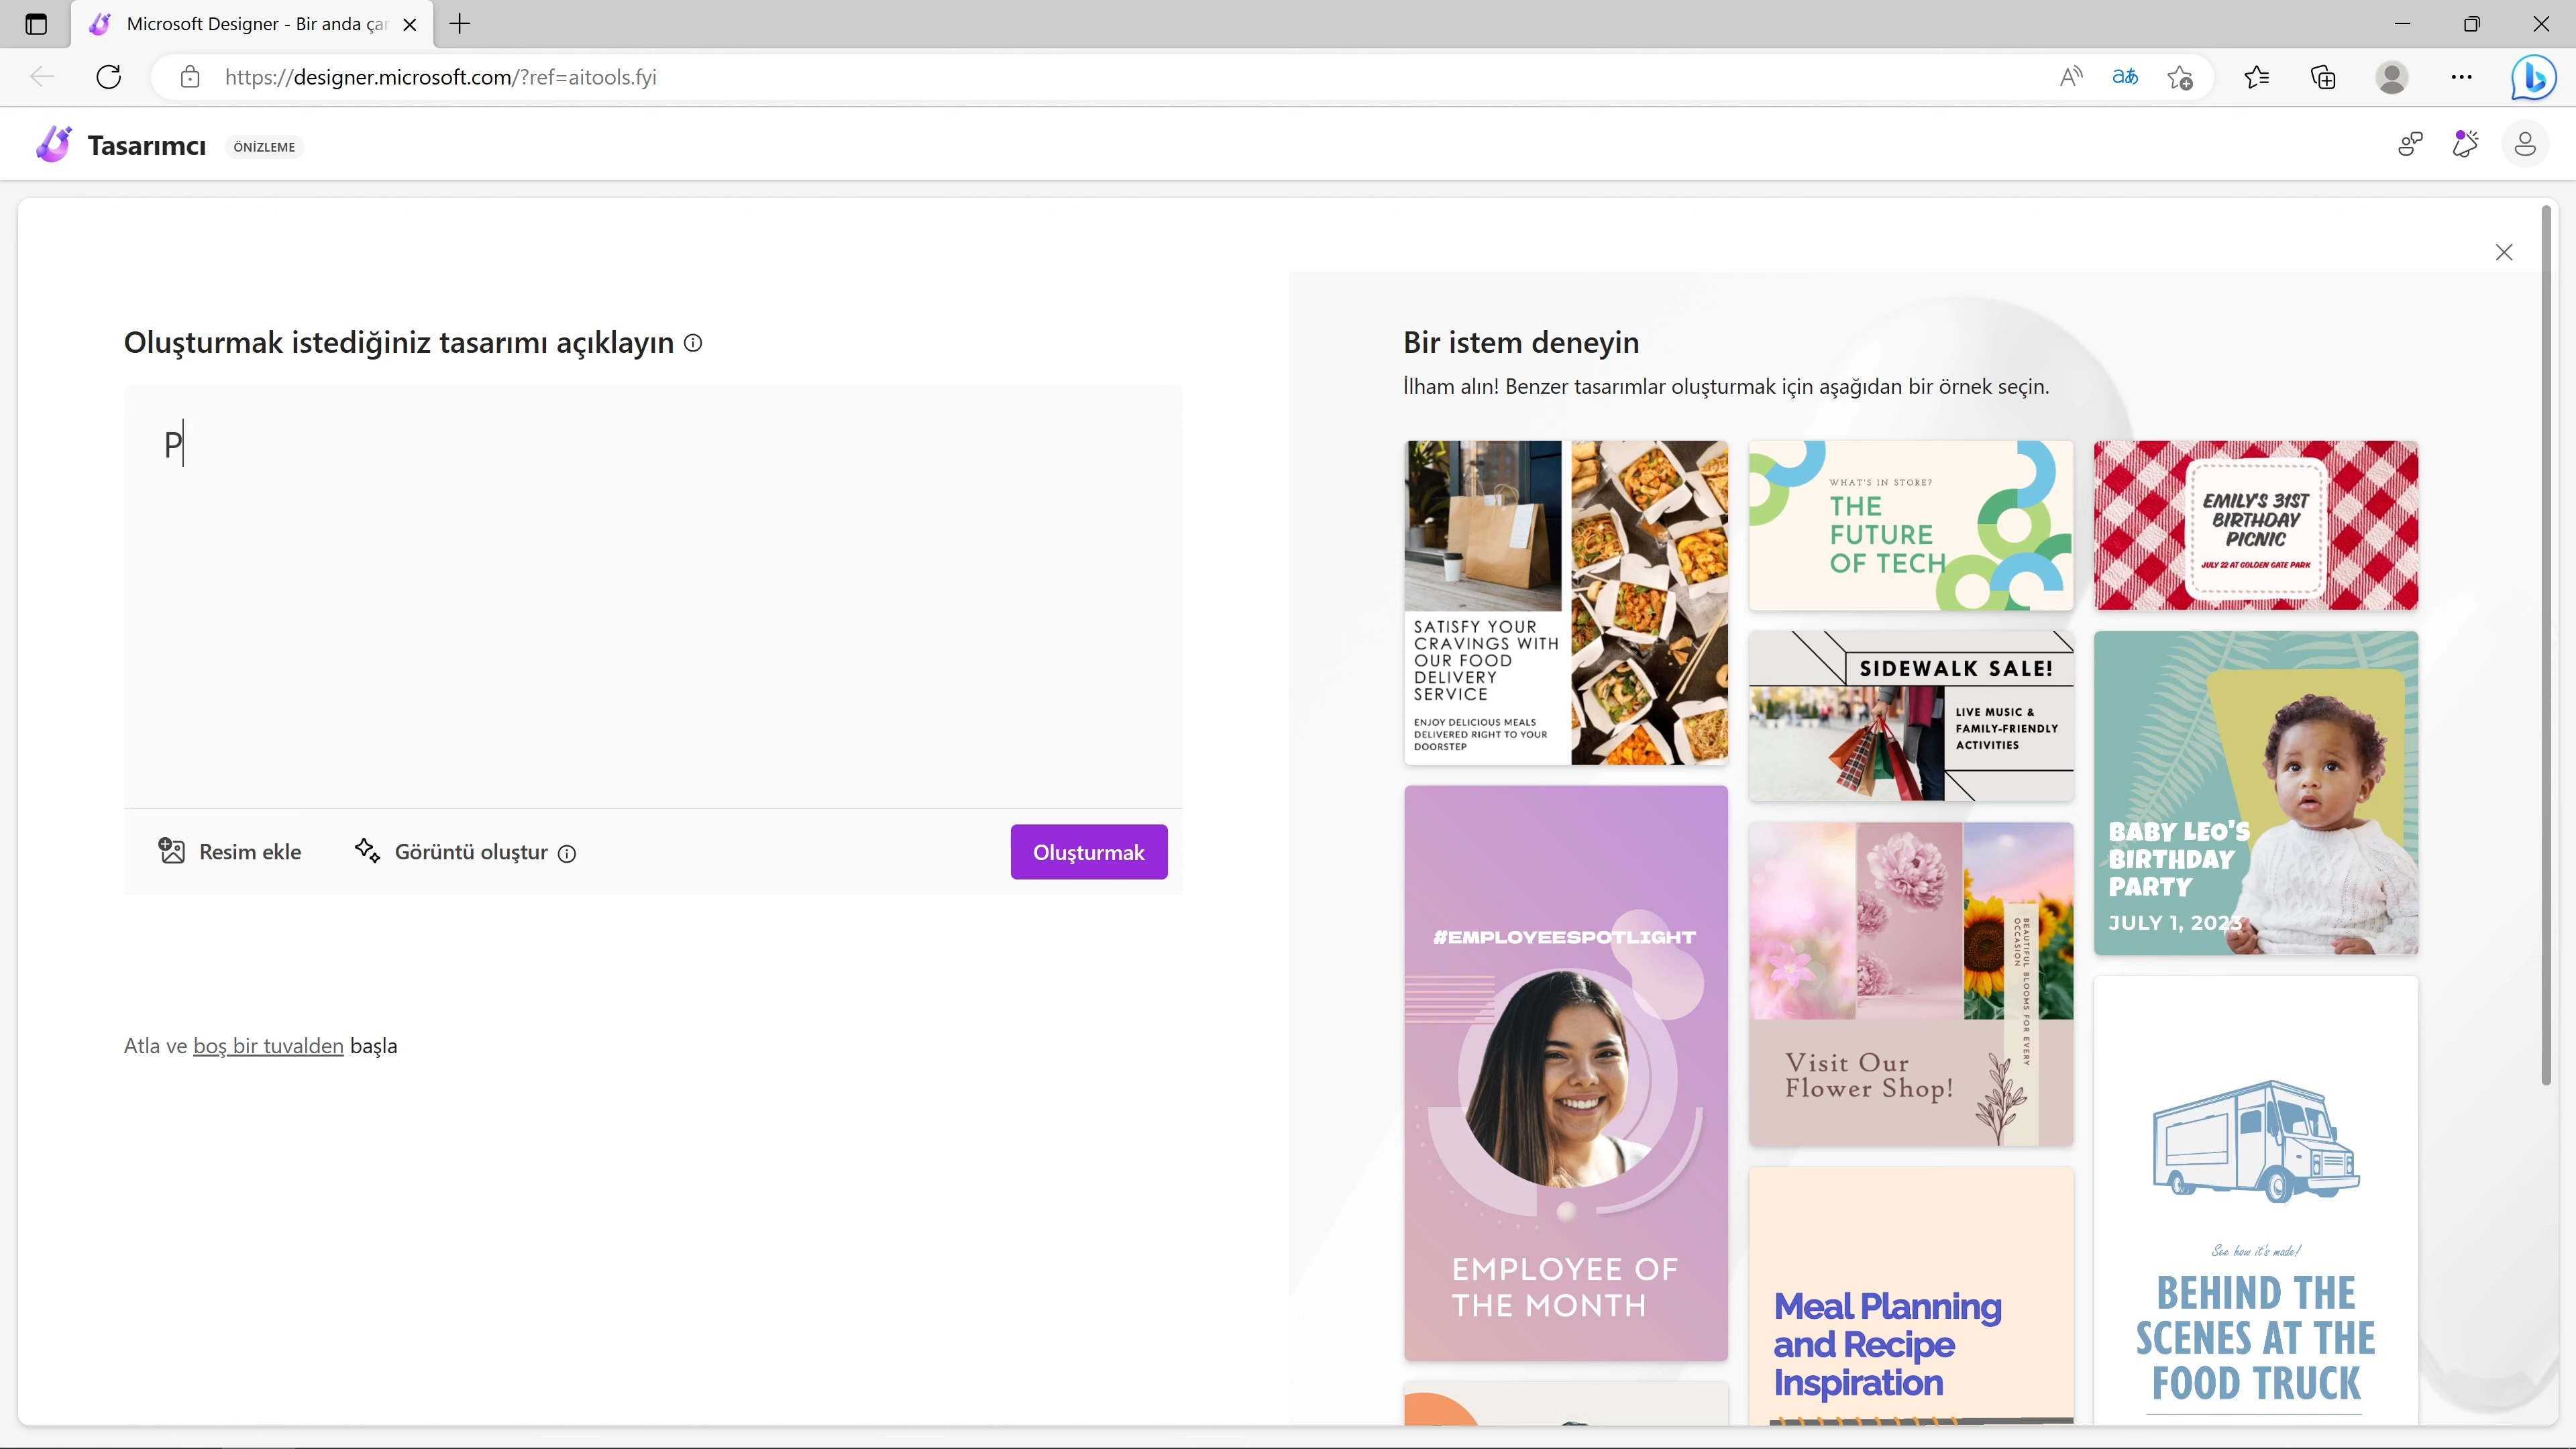 Microsoft Designer - Bir anda çar
https://designer.microsoft.com/?ref=aitools.fyi
Tasarımcı
ÖNİZLEME
Oluşturmak istediğiniz tasarımı açıklayın
P
Resim ekle
Görüntü oluştur
Oluşturmak
Atla ve boş bir tuvalden başla
Bir istem deneyin
İlham alın! Benzer tasarımlar oluşturmak için aşağıdan bir örnek seçin.
SATISFY YOUR
CRAVINGS WITH
OUR FOOD
DELIVERY
SERVICE
ENJOY DELICIOUS MEALS
DELIVERED RIGHT TO YOUR
DOORSTEP
#EMPLOYEESPOTLIGHT
EMPLOYEE OF
THE MONTH
WHAT'S IN STORE?
THE
FUTURE
OF TECH
SIDEWALK SALE!
LIVE MUSIC &
FAMILY-FRIENDLY
ACTIVITIES
BEAUTIFUL BLOOMS FOR EVERY
OCCASION
Visit Our
Flower Shop!
Meal Planning
and Recipe
Inspiration
EMILY'S 31ST
BIRTHDAY
PICNIC
JULY 22 AT GOLDEN GATE PARK
BABY LEO'S
BIRTHDAY
PARTY
JULY 1, 2023
See how it's made!
BEHIND THE
SCENES AT THE
FOOD TRUCK